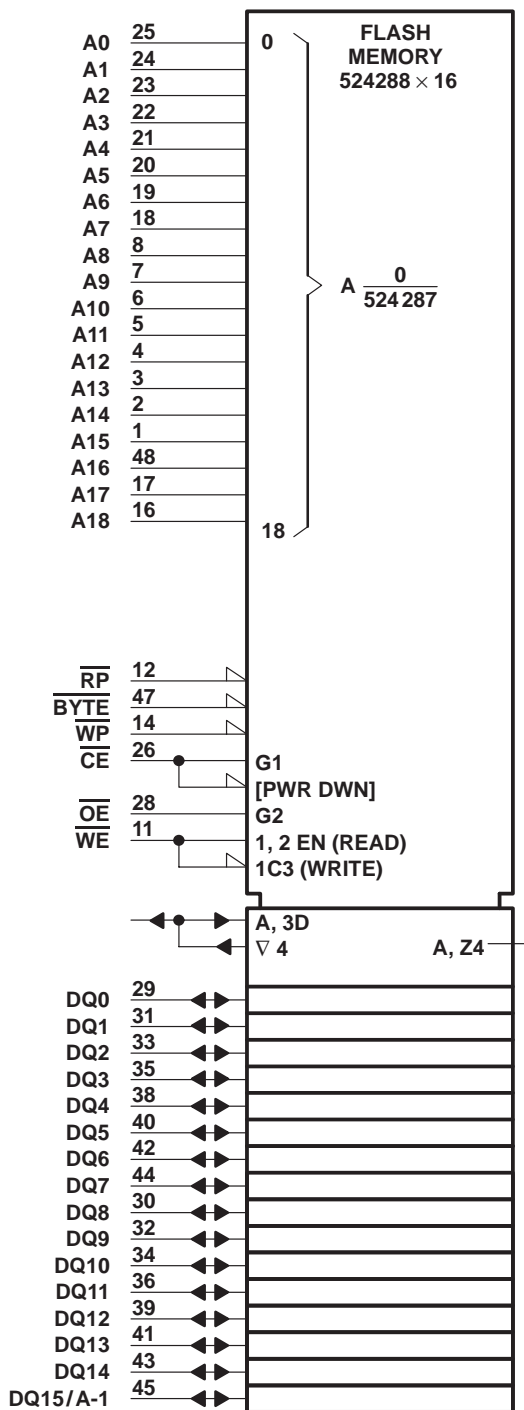 FLASH
MEMORY
524288 × 16
A0 25 0
A1 24
A2 23
A3 22
A4 21
A5 20
A6 19
A7 18
A8 8
A9 7
A 0
524 287
A10 6
A11 5
A12 4
A13 3
A14 2
A15 1
A16 48
A17 17
A18 16
18
RP 12
BYTE 47
WP 14
CE 26 G1
[PWR DWN]
OE 28 G2
WE 11 1, 2 EN (READ)
1C3 (WRITE)
A, 3D
∇ 4 A, Z4
DQ0 29
DQ1 31
DQ2 33
DQ3 35
DQ4 38
DQ5 40
DQ6 42
DQ7 44
DQ8 30
DQ9 32
DQ10 34
DQ11 36
DQ12 39
DQ13 41
DQ14 43
DQ15/A-1 45